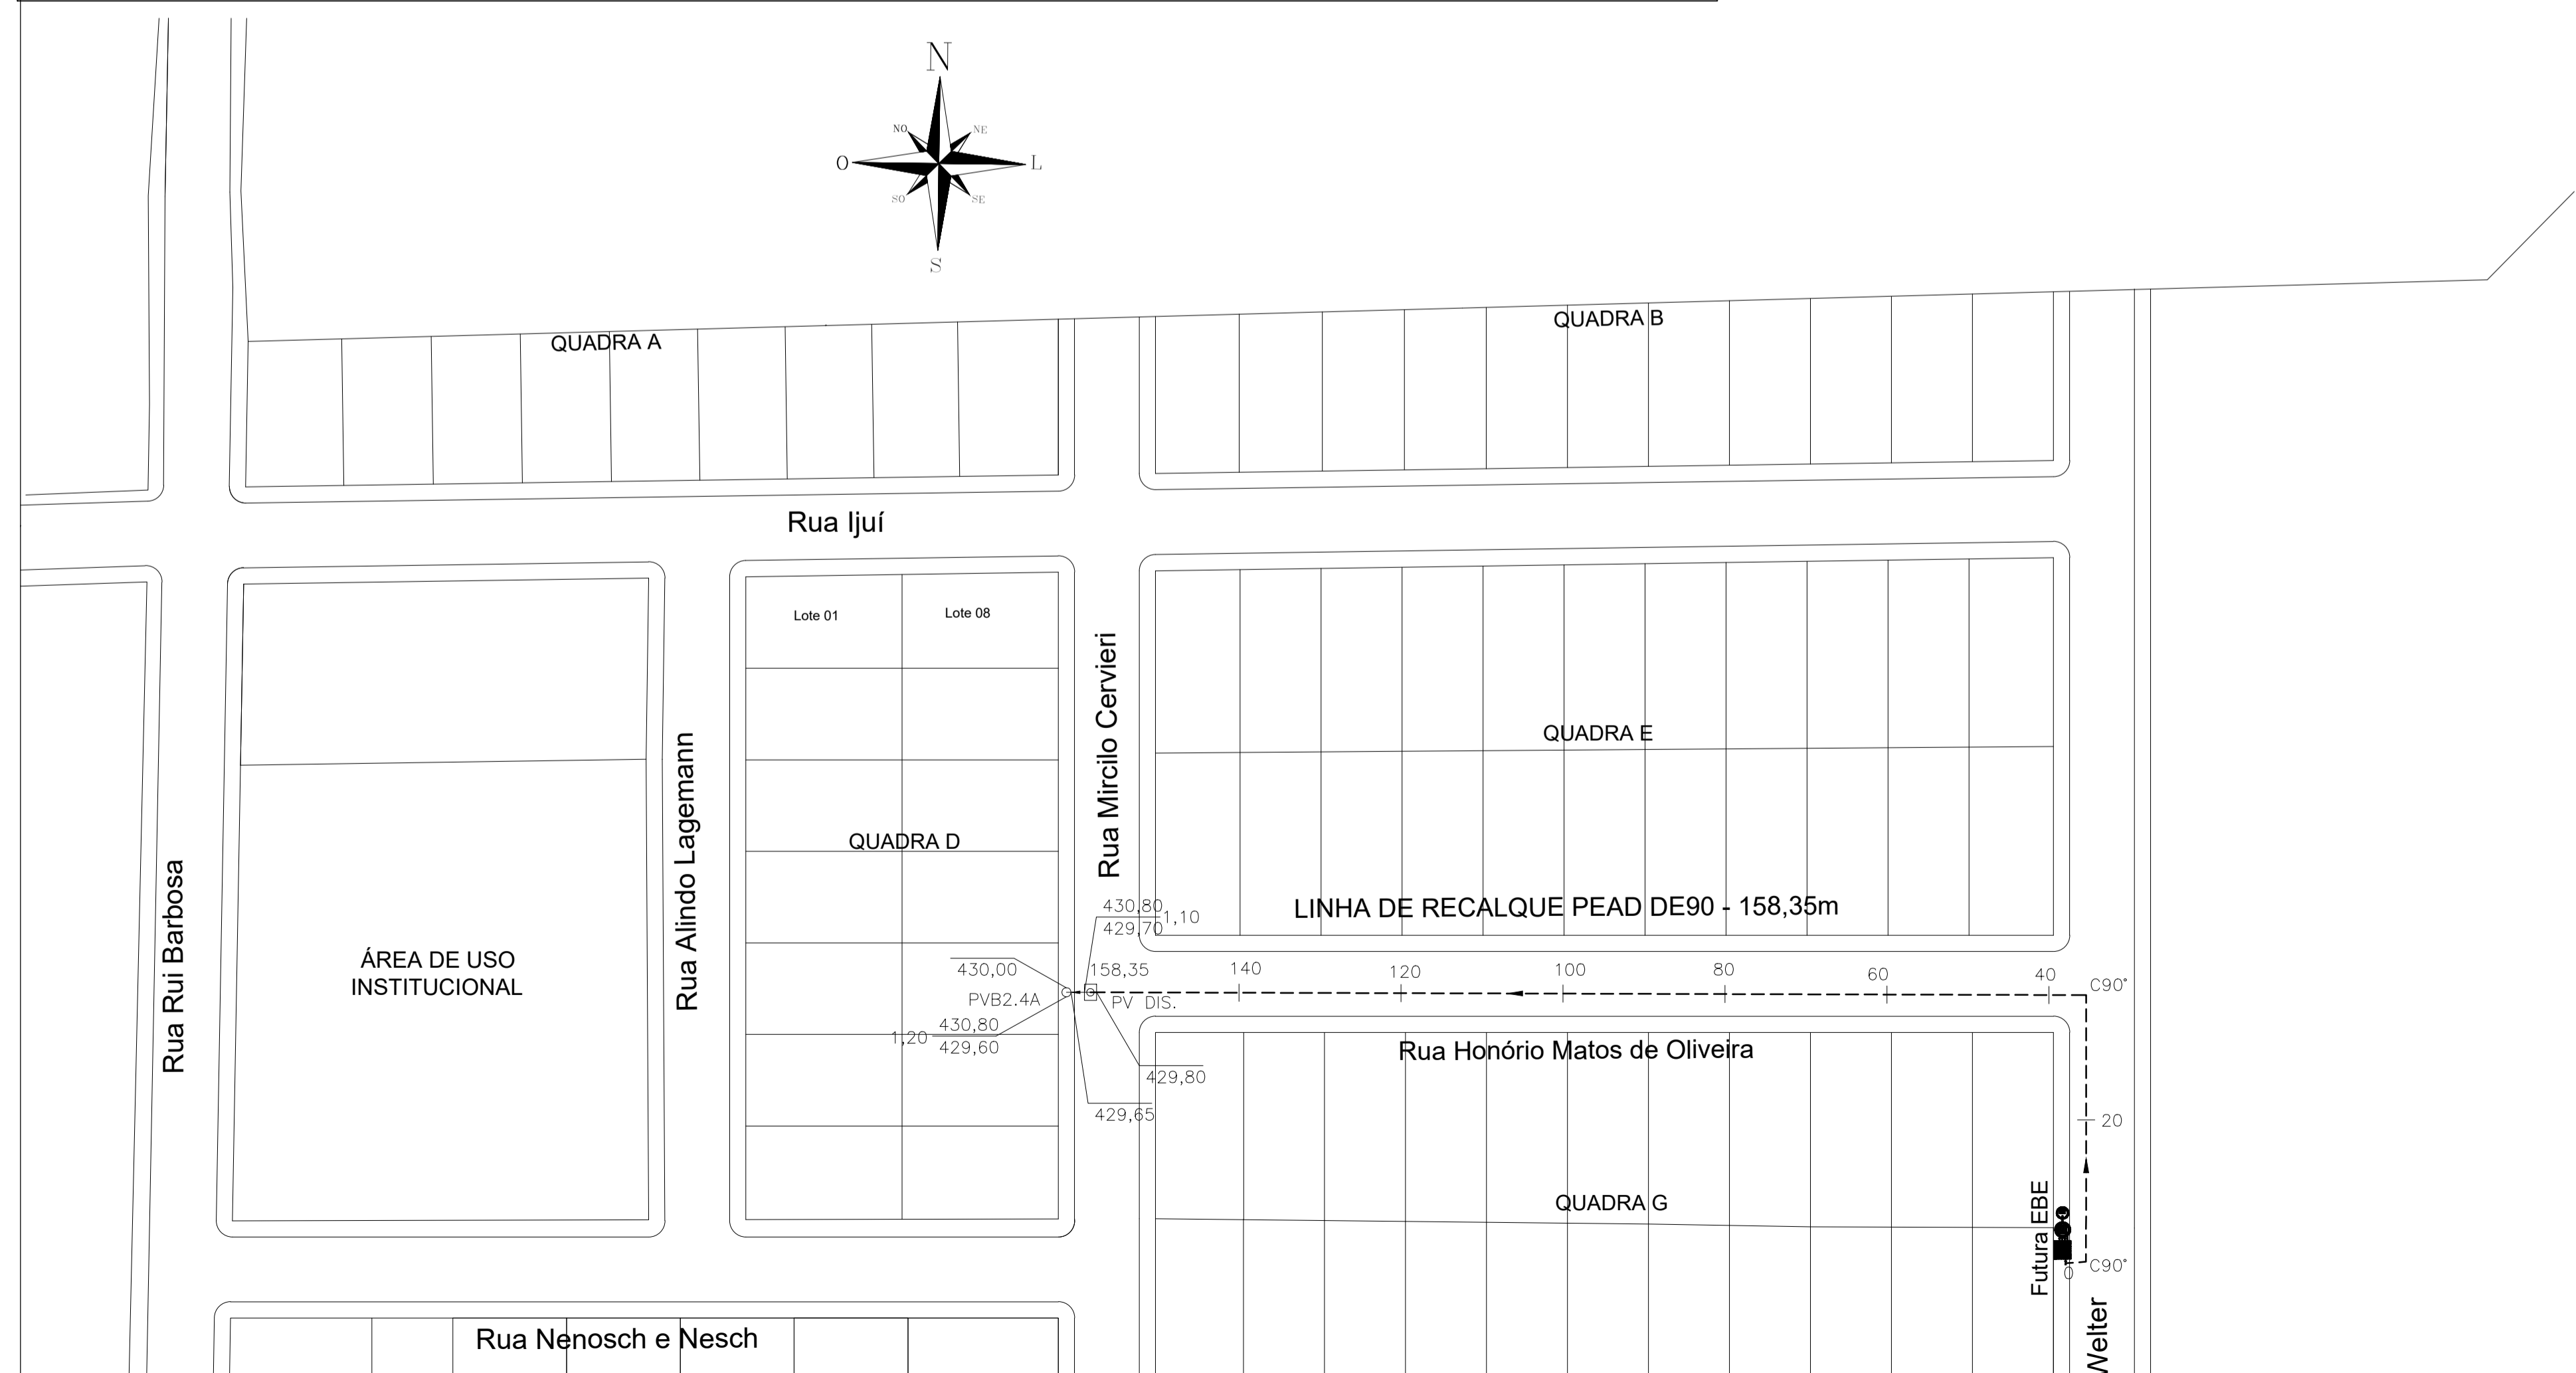 N
NO
NE
O
L
SO
SE
S
QUADRA A
QUADRA B
Rua Ijuí
Lote 01
Lote 08
Rua Mircilo Cervieri
QUADRA E
Rua Alindo Lagemann
QUADRA D
Rua Rui Barbosa
LINHA DE RECALQUE PEAD DE90 - 158,35m
430,80
1,10
429,70
ÁREA DE USO
INSTITUCIONAL
430,00
158,35
140
120
100
80
60
40
C90°
PVB2.4A
PV DIS.
430,80
1,20
429,60
Rua Honório Matos de Oliveira
429,80
429,65
20
QUADRA G
Futura EBE
C90°
0
Welter
Rua Nenosch e Nesch